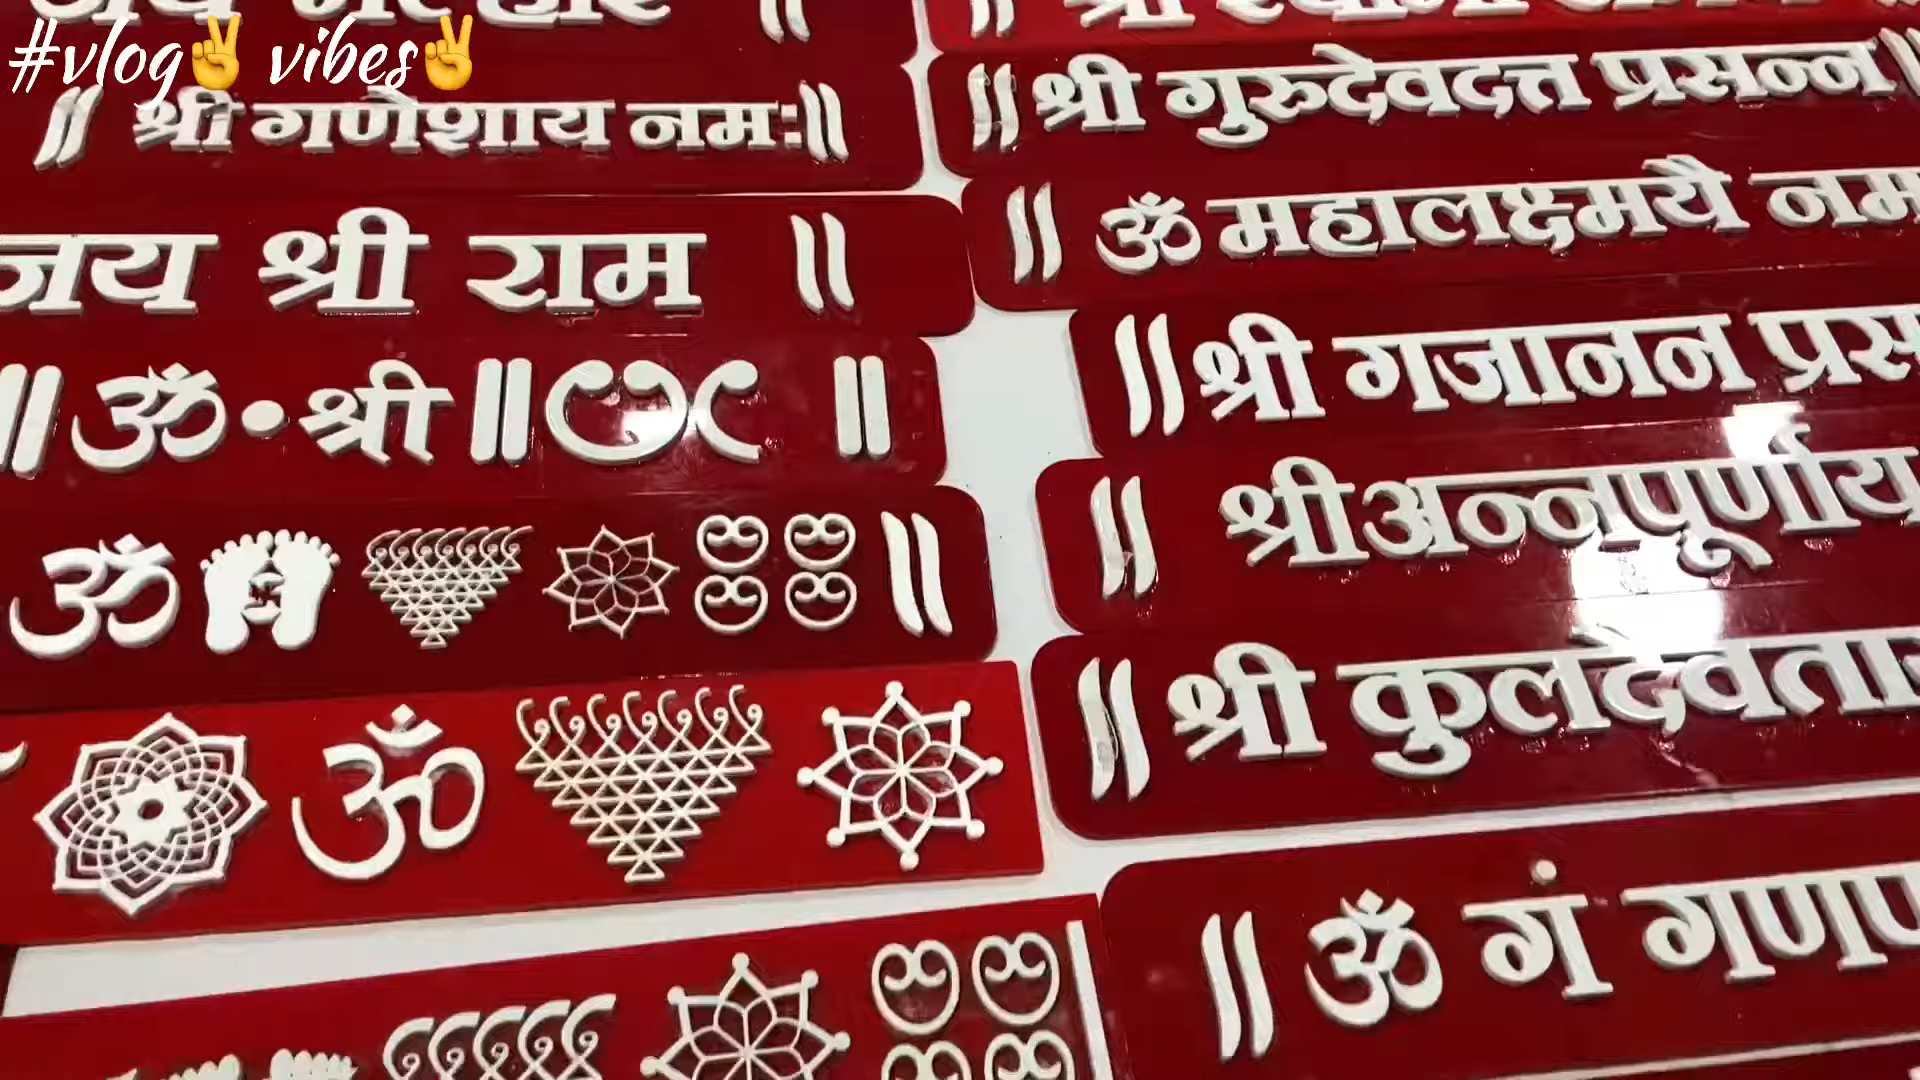 #vlog✌️ vibes✌️
॥ श्री गणेशाय नमः॥
जय श्री राम ॥
॥ ॐ • श्री ॥ ॥
ॐ ॥
ॐ
॥ श्री गुरुदेवदत्त प्रसन्न ॥
॥ ॐ महालक्ष्मयै नम
॥ श्री गजानन प्रस
॥ श्रीअन्नपूर्णाय
॥ श्री कुलदेवता
॥ ॐ गं गणप